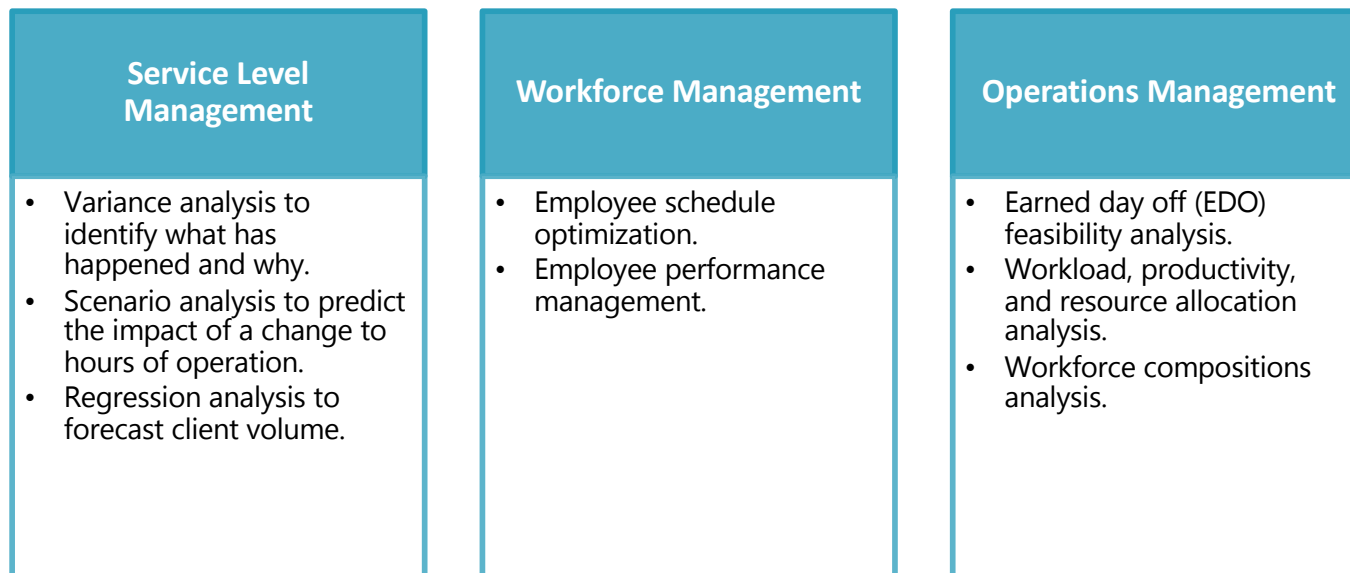 Service Level
Management
• Variance analysis to
identify what has
happened and why.
• Scenario analysis to predict
the impact of a change to
hours of operation.
• Regression analysis to
forecast client volume.
Workforce Management
• Employee schedule
optimization.
• Employee performance
management.
Operations Management
• Earned day off (EDO)
feasibility analysis.
• Workload, productivity,
and resource allocation
analysis.
• Workforce compositions
analysis.